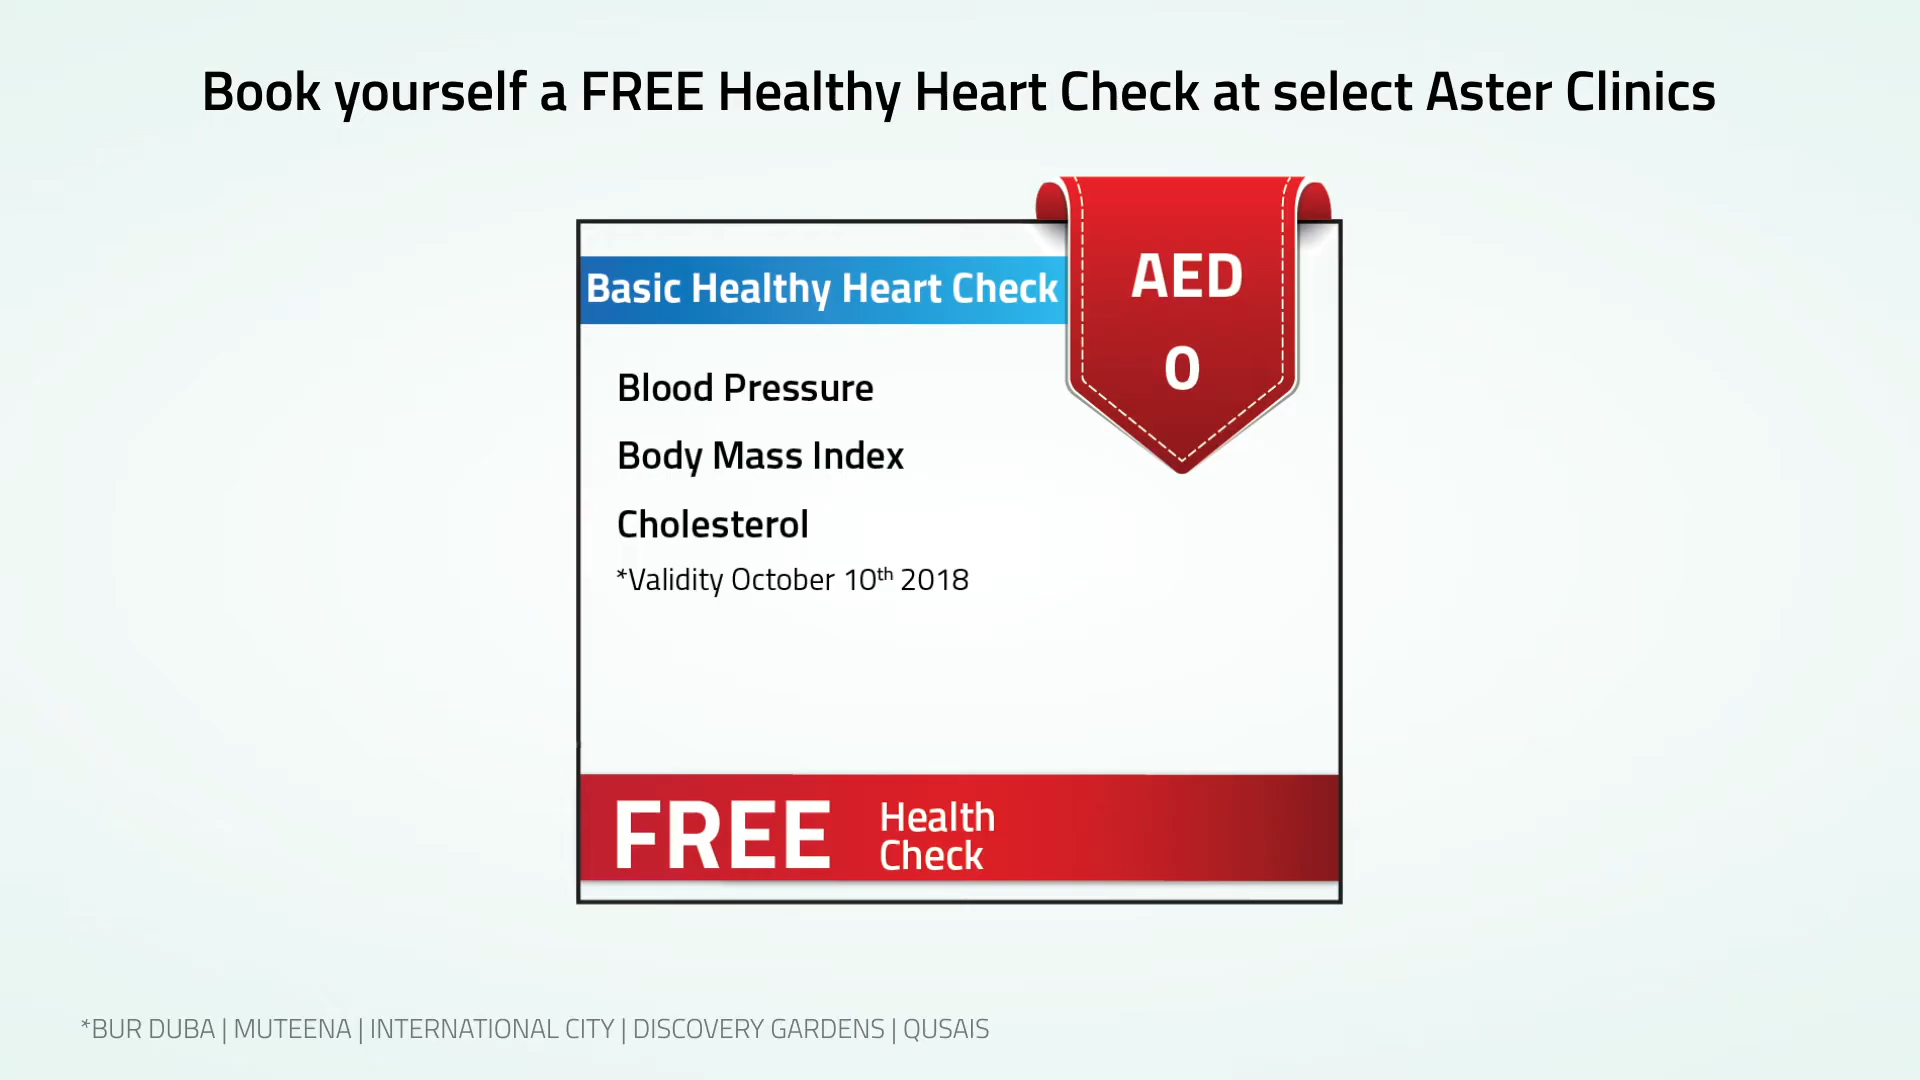 Book yourself a FREE Healthy Heart Check at select Aster Clinics
AED
0
Basic Healthy Heart Check
Blood Pressure
Body Mass Index
Cholesterol
*Validity October 10th 2018
FREE Health
Check
*BUR DUBA | MUTEENA | INTERNATIONAL CITY | DISCOVERY GARDENS | QUSAIS